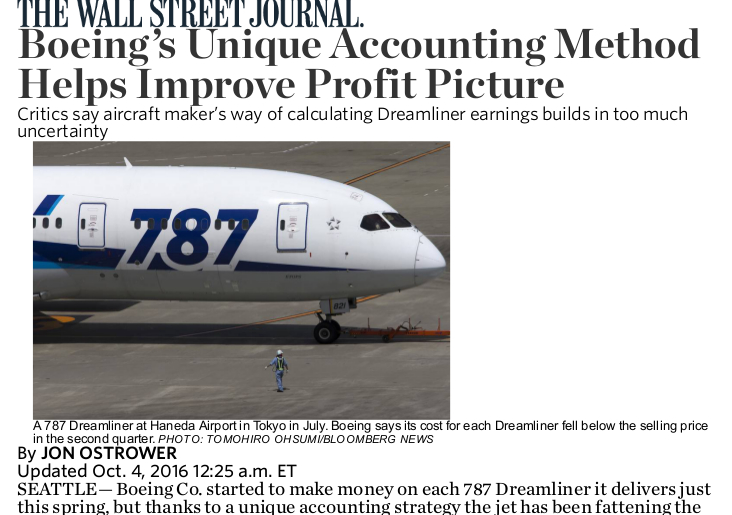 THE WALL STREET JOURNAL.
Boeing’s Unique Accounting Method
Helps Improve Profit Picture
Critics say aircraft maker’s way of calculating Dreamliner earnings builds in too much
uncertainty
787
821
A 787 Dreamliner at Haneda Airport in Tokyo in July. Boeing says its cost for each Dreamliner fell below the selling price
in the second quarter. PHOTO: TOMOHIRO OHSUMI/BLOOMBERG NEWS
By JON OSTROWER
Updated Oct. 4, 2016 12:25 a.m. ET
SEATTLE— Boeing Co. started to make money on each 787 Dreamliner it delivers just
this spring, but thanks to a unique accounting strategy the jet has been fattening the